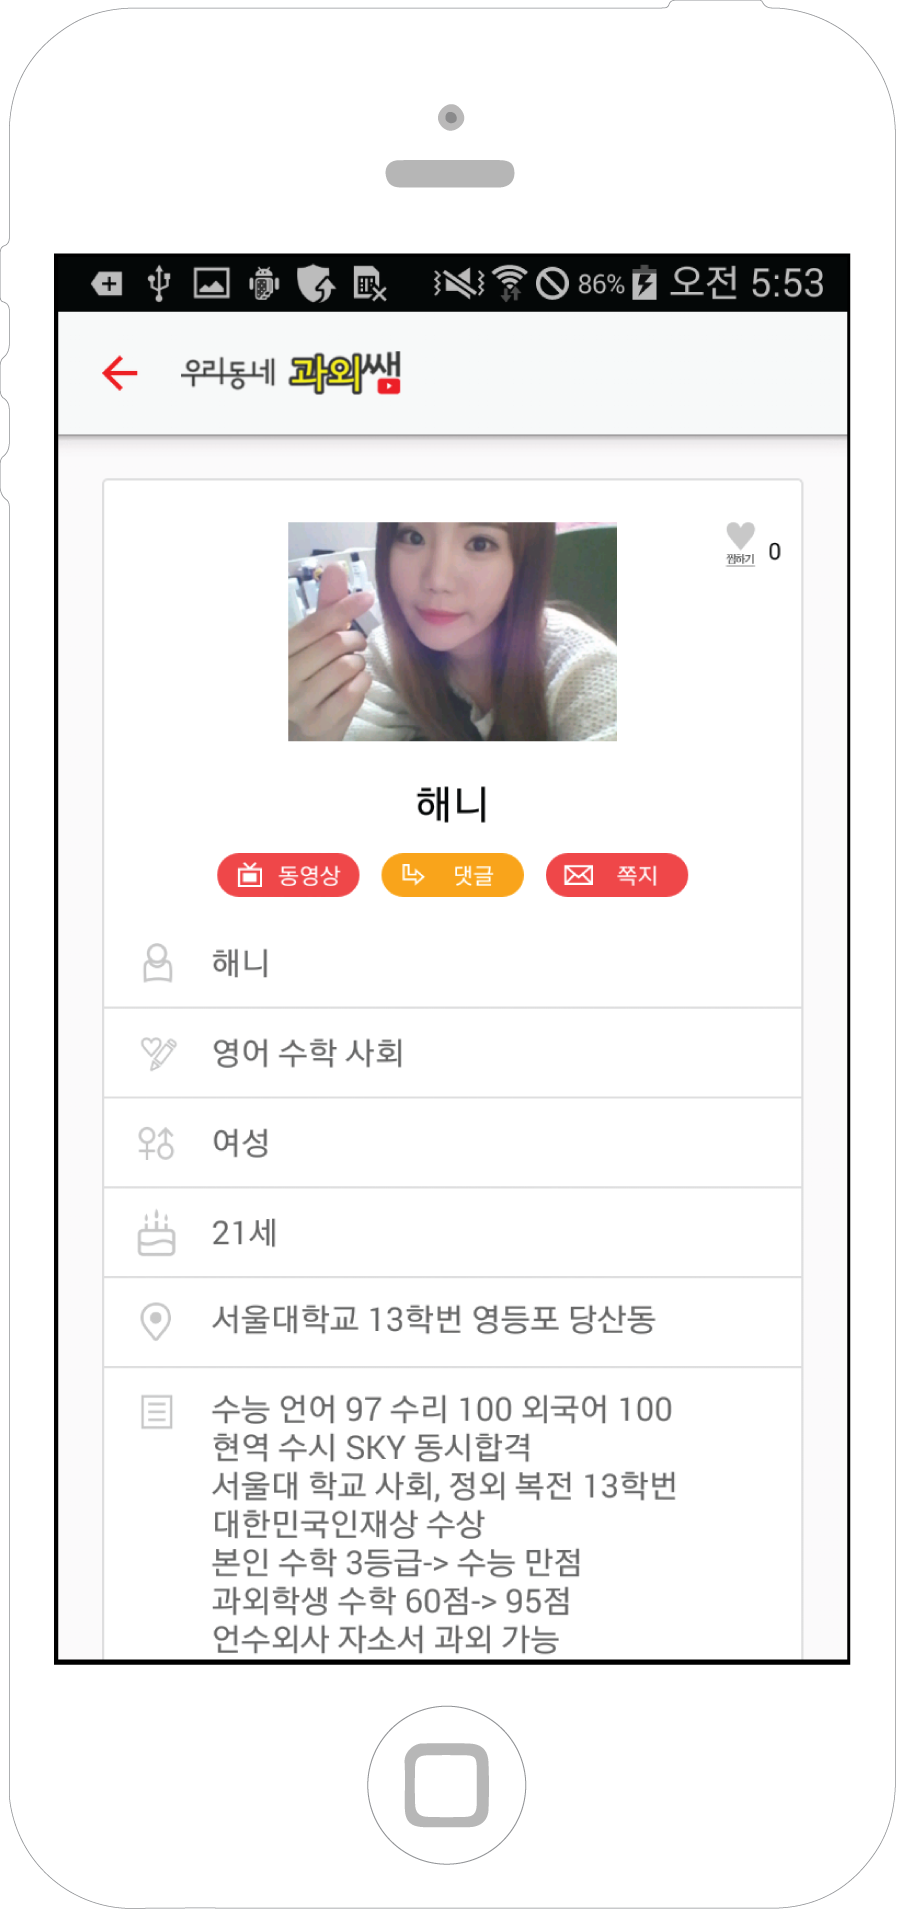 86% 오전 5:53
우리동네 과외쌤
찜하기 0
해니
동영상 댓글 쪽지
해니
영어 수학 사회
여성
21세
서울대학교 13학번 영등포 당산동
수능 언어 97 수리 100 외국어 100
현역 수시 SKY 동시합격
서울대 학교 사회, 정외 복전 13학번
대한민국인재상 수상
본인 수학 3등급-> 수능 만점
과외학생 수학 60점-> 95점
언수외사 자소서 과외 가능